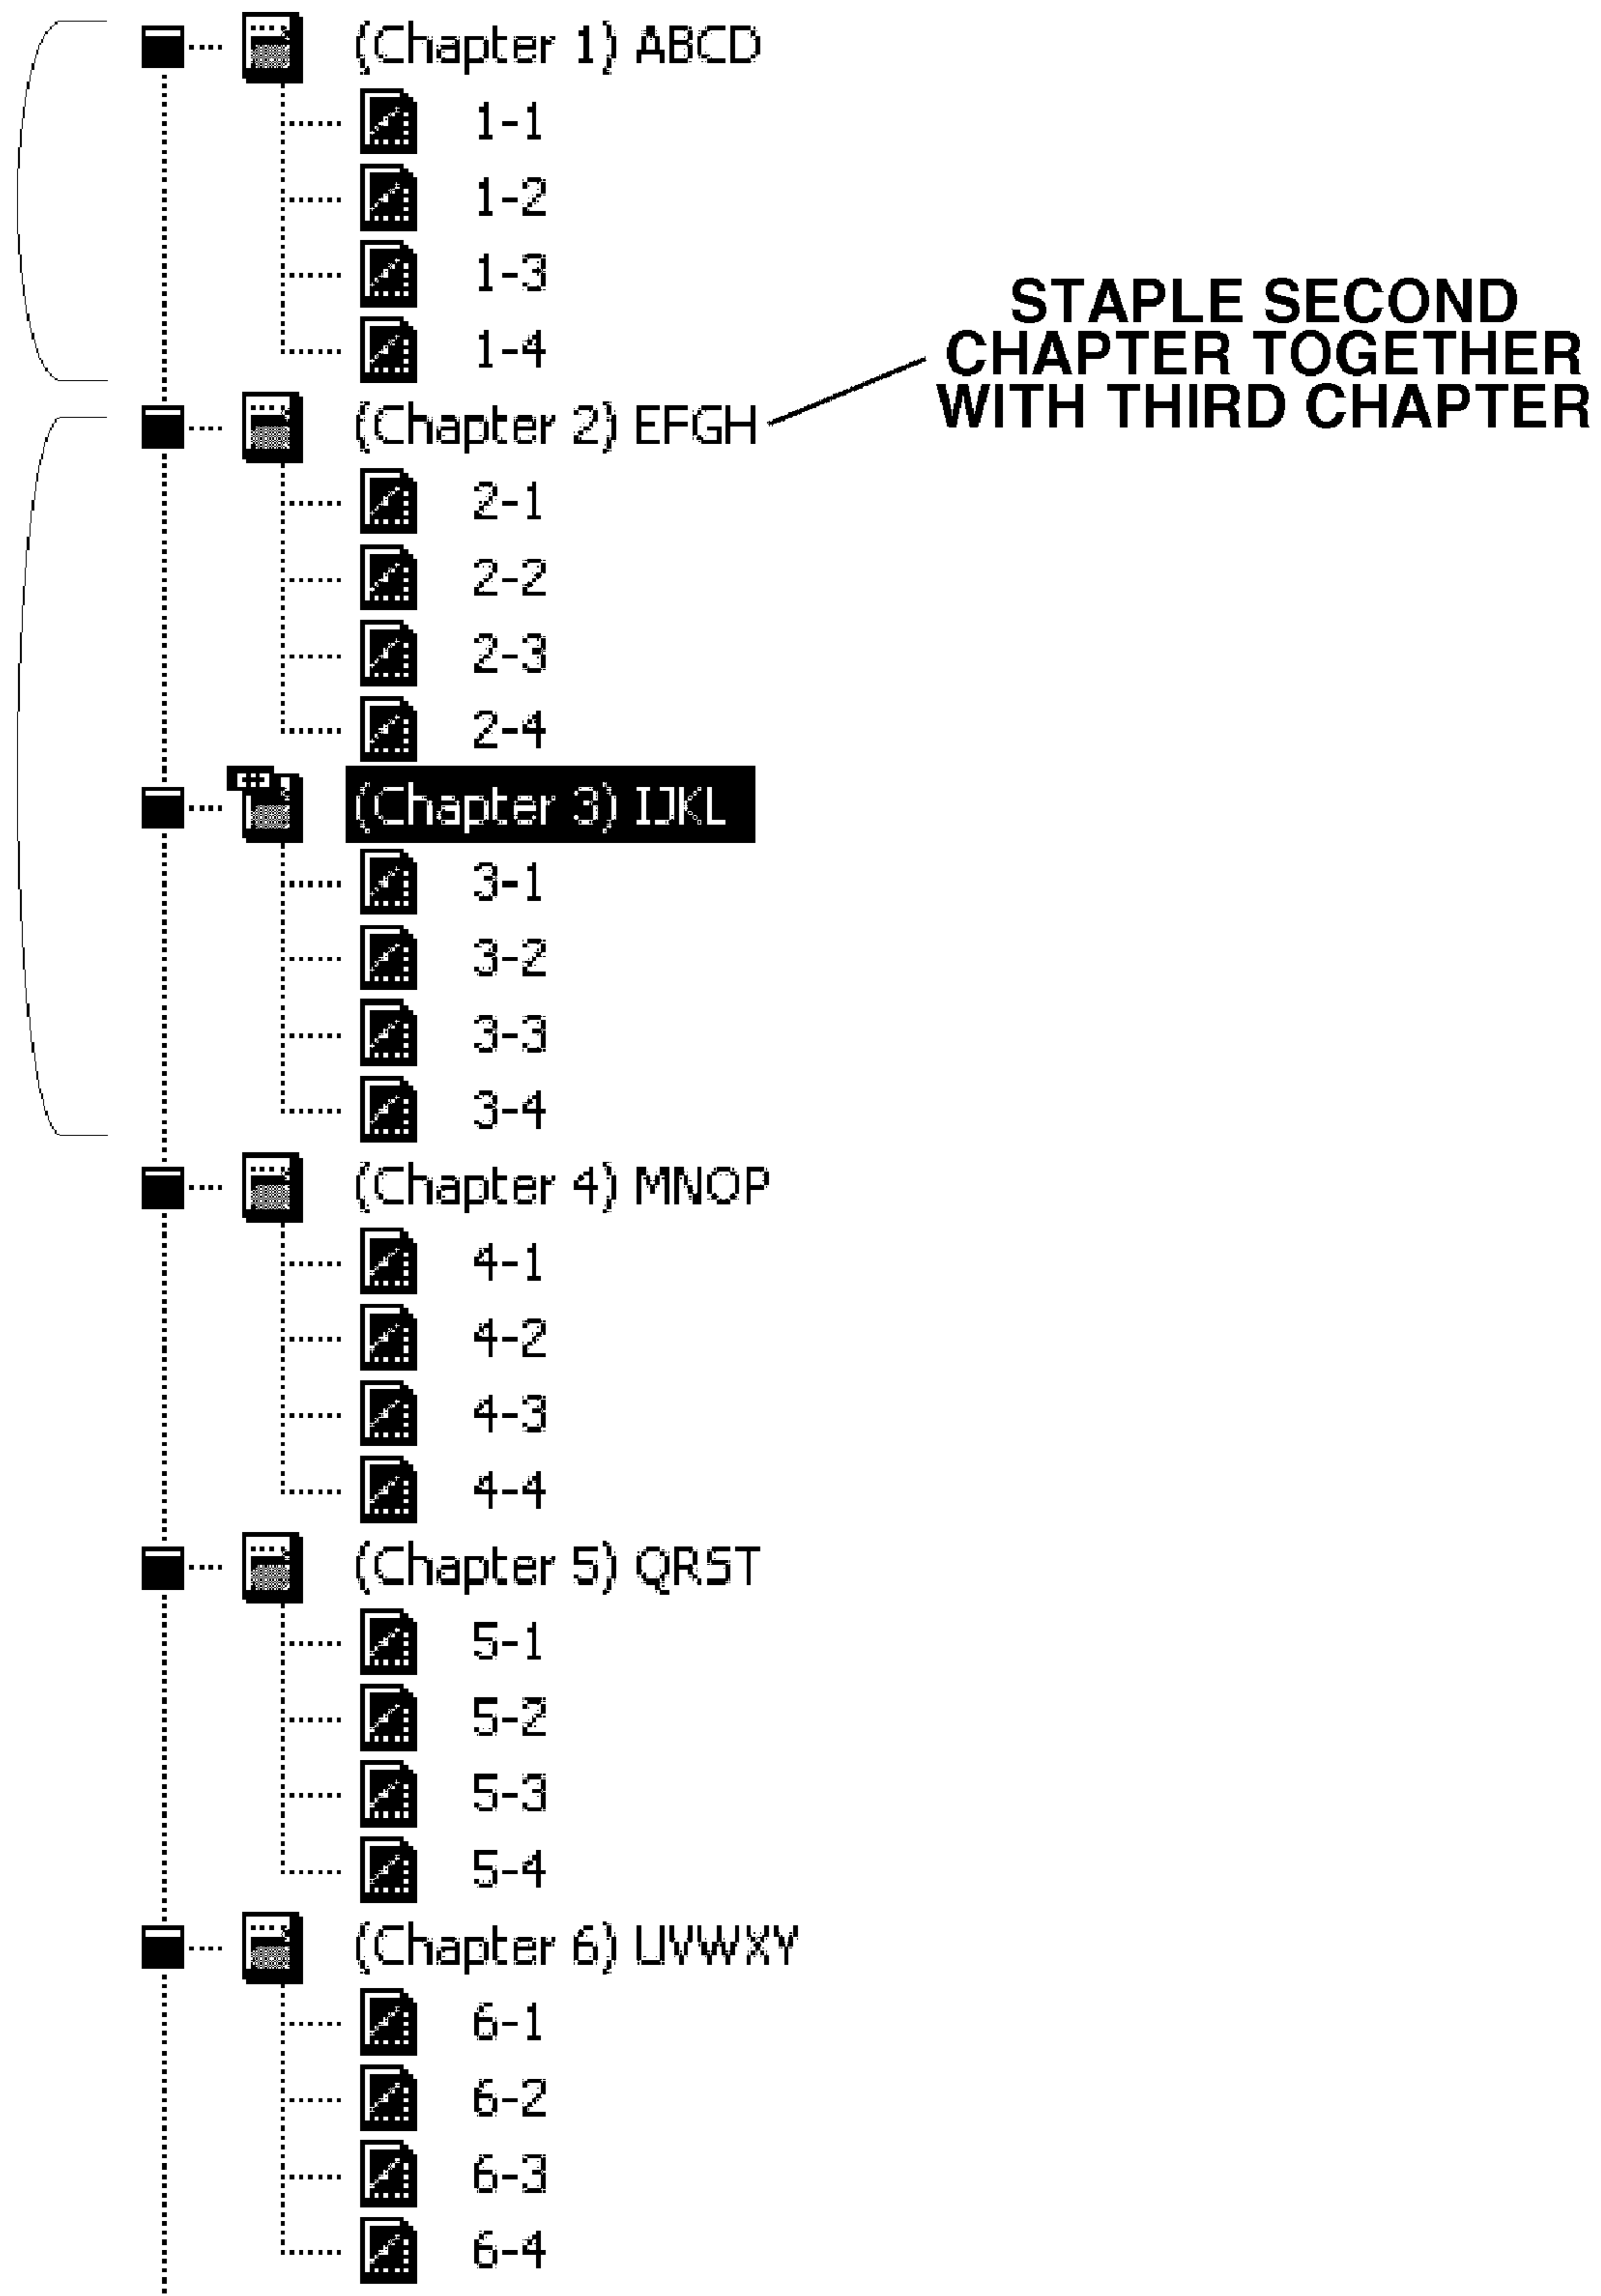 (Chapter 1) ABCD
1-1
1-2
1-3
1-4
STAPLE SECOND
CHAPTER TOGETHER
WITH THIRD CHAPTER
(Chapter 2) EFGH
2-1
2-2
2-3
2-4
(Chapter 3) IJKL
3-1
3-2
3-3
3-4
(Chapter 4) MNOP
4-1
4-2
4-3
4-4
(Chapter 5) QRST
5-1
5-2
5-3
5-4
(Chapter 6) UVWXY
6-1
6-2
6-3
6-4